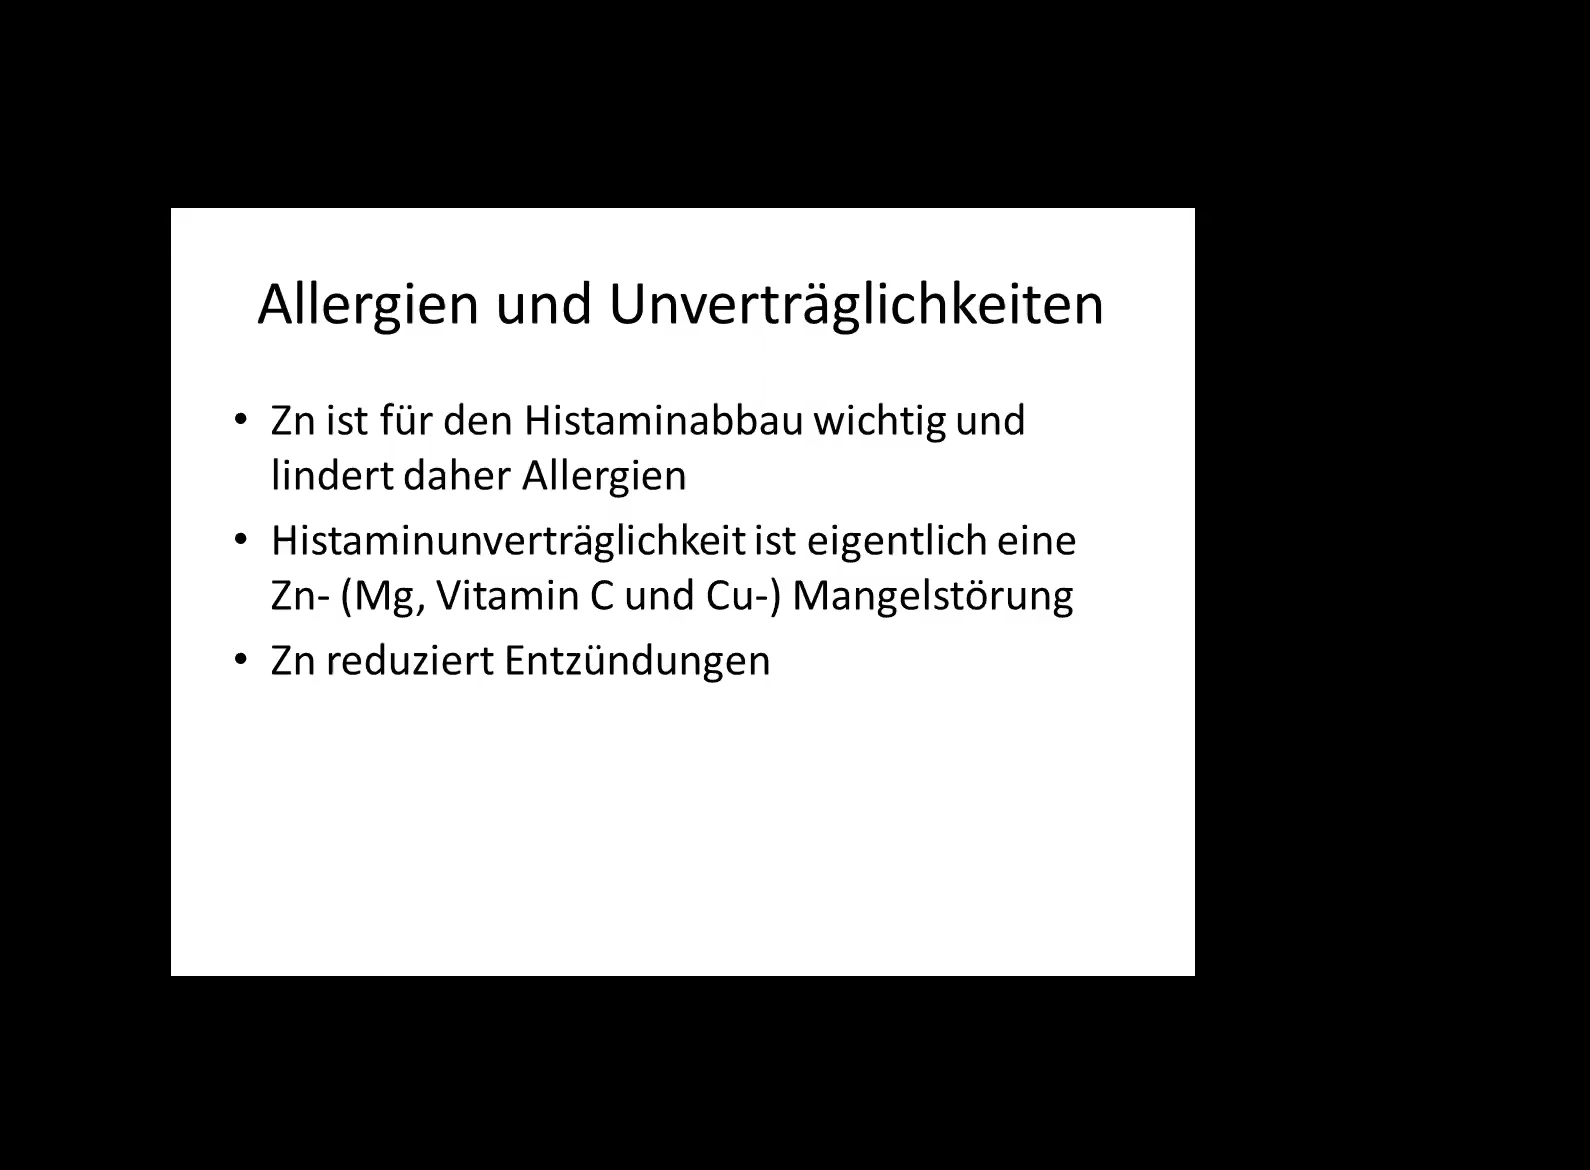 Allergien und Unverträglichkeiten
• Zn ist für den Histaminabbau wichtig und
lindert daher Allergien
• Histaminunverträglichkeit ist eigentlich eine
Zn- (Mg, Vitamin C und Cu-) Mangelstörung
• Zn reduziert Entzündungen